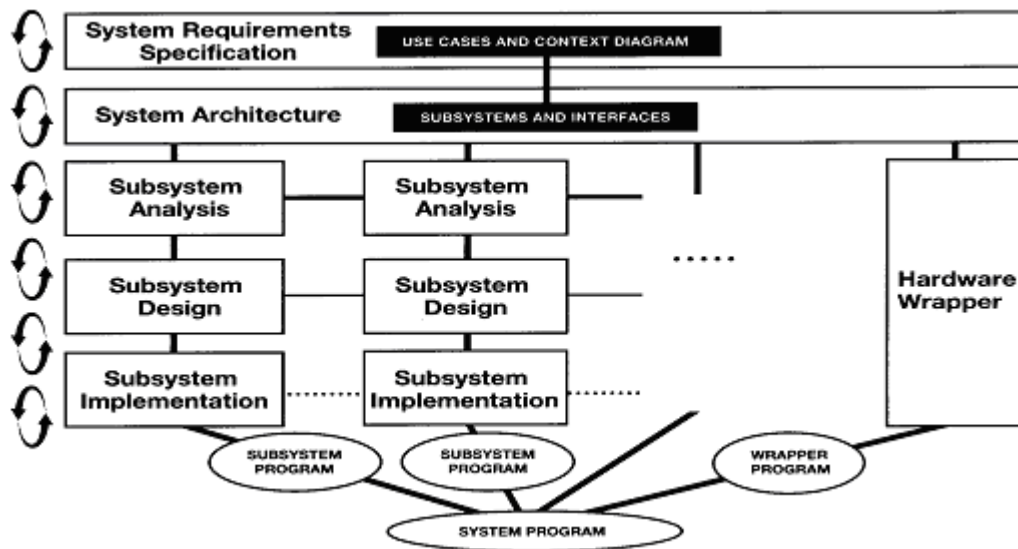 System Requirements
Specification
USE CASES AND CONTEXT DIAGRAM
System Architecture
SUBSYSTEMS AND INTERFACES
Subsystem
Analysis
Subsystem
Analysis
Subsystem
Design
Subsystem
Design
Hardware
Wrapper
Subsystem
Implementation
Subsystem
Implementation
SUBSYSTEM
PROGRAM
SUBSYSTEM
PROGRAM
WRAPPER
PROGRAM
SYSTEM PROGRAM